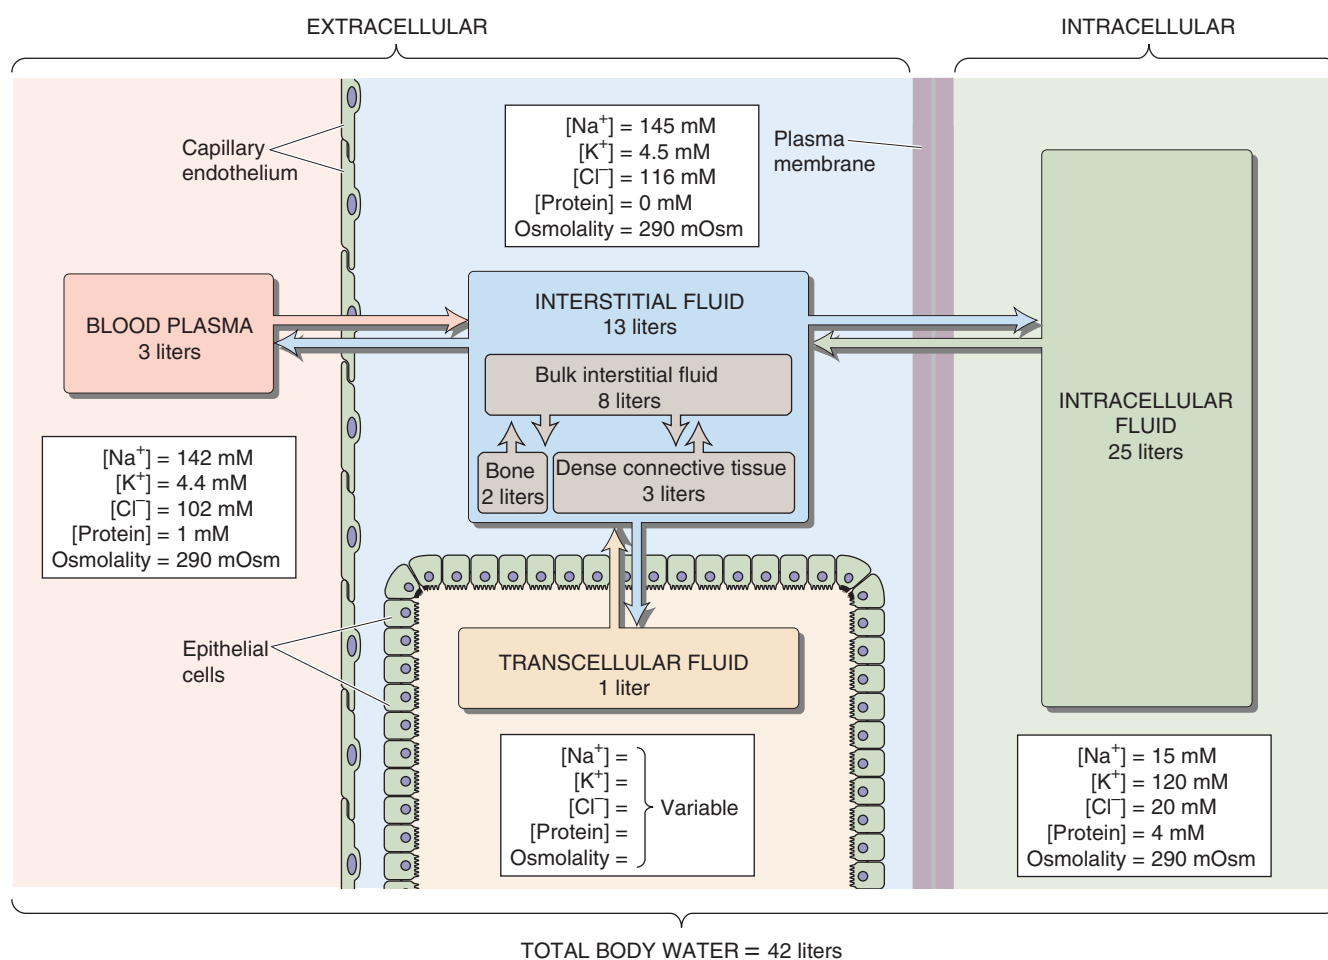 EXTRACELLULAR
INTRACELLULAR
Capillary
endothelium
[Na⁺] = 145 mM
[K⁺] = 4.5 mM
[Cl⁻] = 116 mM
[Protein] = 0 mM
Osmolality = 290 mOsm
Plasma
membrane
BLOOD PLASMA
3 liters
INTERSTITIAL FLUID
13 liters
Bulk interstitial fluid
8 liters
Bone
2 liters
Dense connective tissue
3 liters
INTRACELLULAR
FLUID
25 liters
[Na⁺] = 142 mM
[K⁺] = 4.4 mM
[Cl⁻] = 102 mM
[Protein] = 1 mM
Osmolality = 290 mOsm
Epithelial
cells
TRANSCELLULAR FLUID
1 liter
[Na⁺] =
[K⁺] =
[Cl⁻] =
[Protein] =
Osmolality =
Variable
[Na⁺] = 15 mM
[K⁺] = 120 mM
[Cl⁻] = 20 mM
[Protein] = 4 mM
Osmolality = 290 mOsm
TOTAL BODY WATER = 42 liters